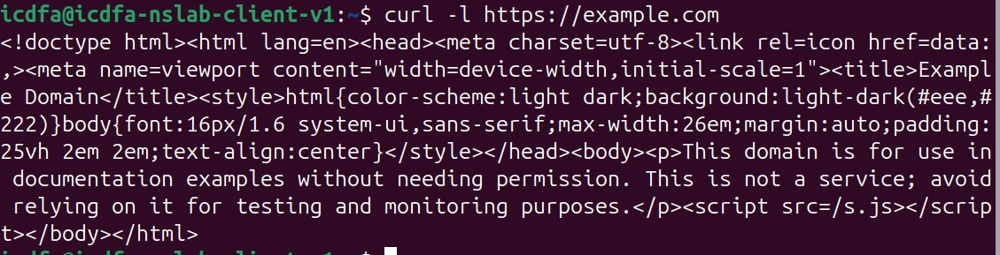 icdfa@icdfa-nslab-client-v1:~$ curl -l https://example.com
<!doctype html><html lang=en><head><meta charset=utf-8><link rel=icon href=data:
,><meta name=viewport content="width=device-width,initial-scale=1"><title>Exampl
e Domain</title><style>html{color-scheme:light dark;background:light-dark(#eee,#
222)}body{font:16px/1.6 system-ui,sans-serif;max-width:26em;margin:auto;padding:
25vh 2em 2em;text-align:center}</style></head><body><p>This domain is for use in
 documentation examples without needing permission. This is not a service; avoid
 relying on it for testing and monitoring purposes.</p><script src=/s.js></scrip
t></body></html>
icdfa@icdfa-nslab-client-v1:~$